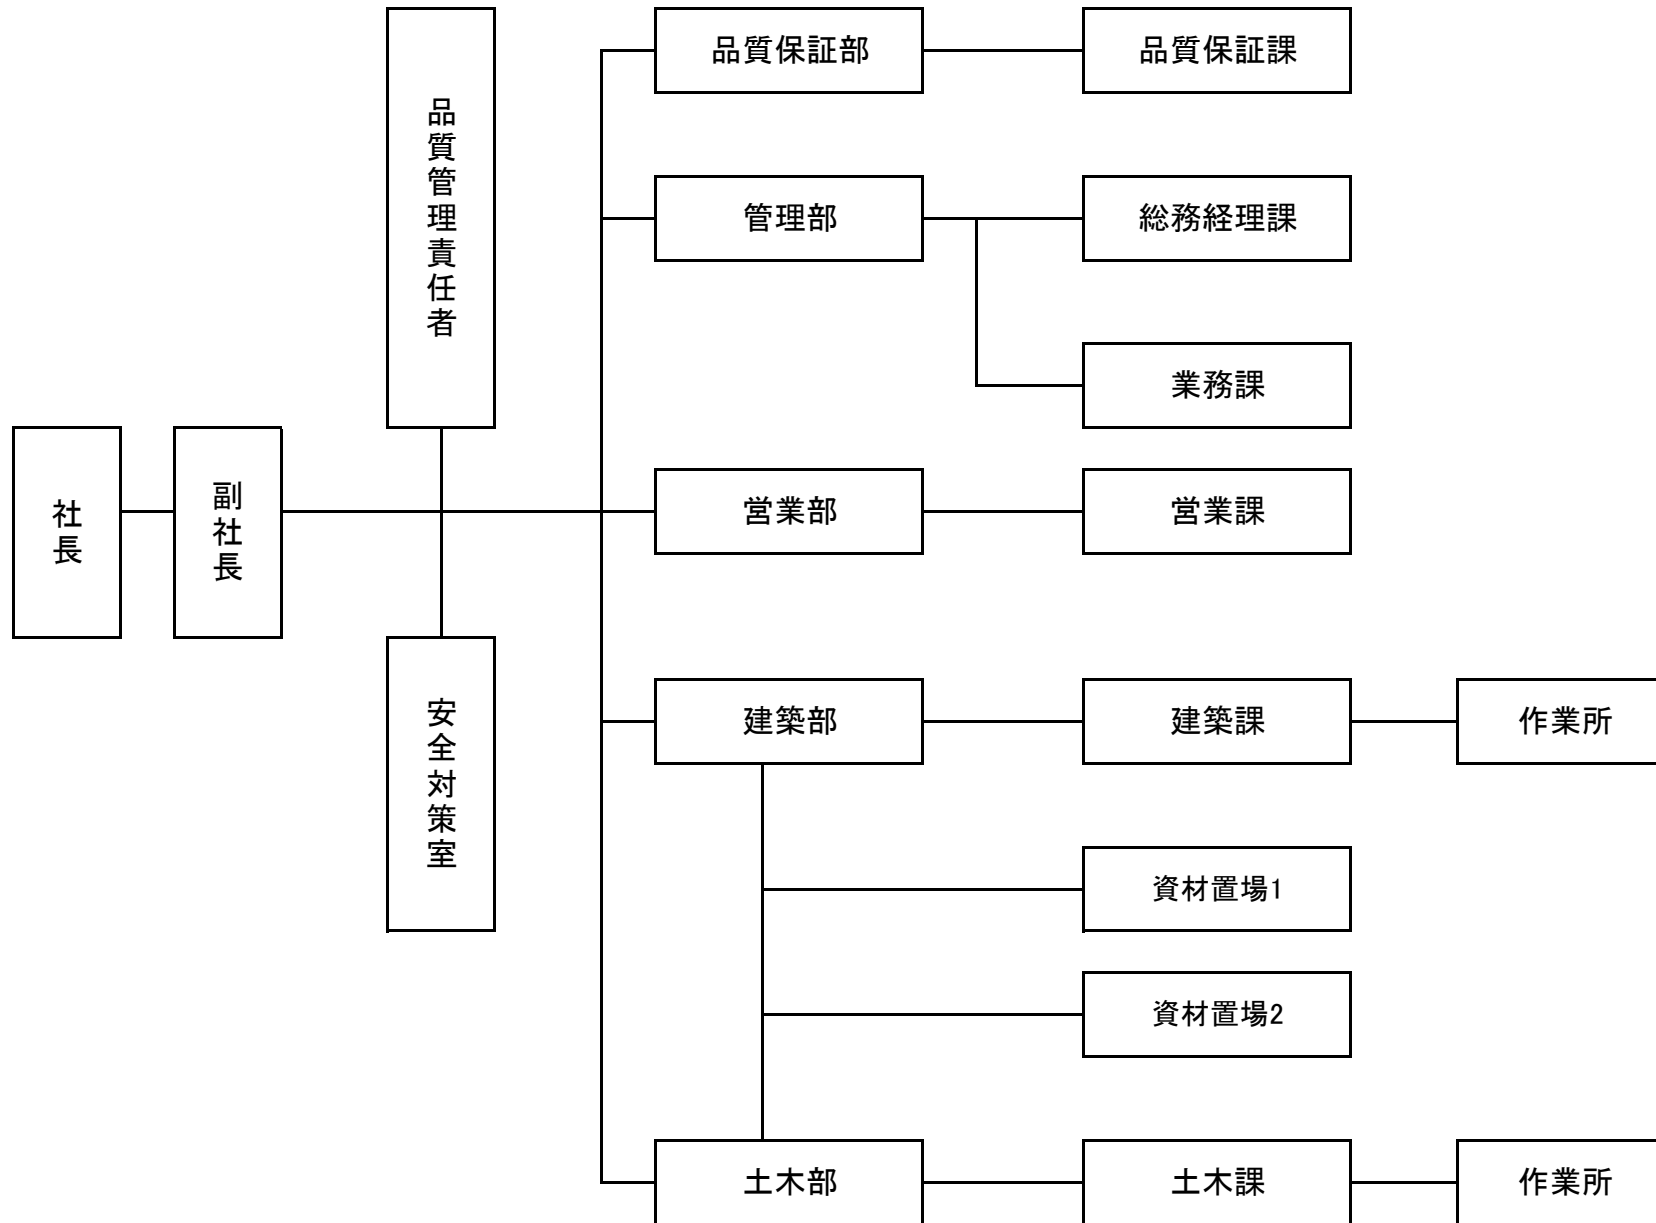 社長
副社長
品質管理責任者
安全対策室
品質保証部
品質保証課
管理部
総務経理課
業務課
営業部
営業課
建築部
建築課
作業所
資材置場1
資材置場2
土木部
土木課
作業所